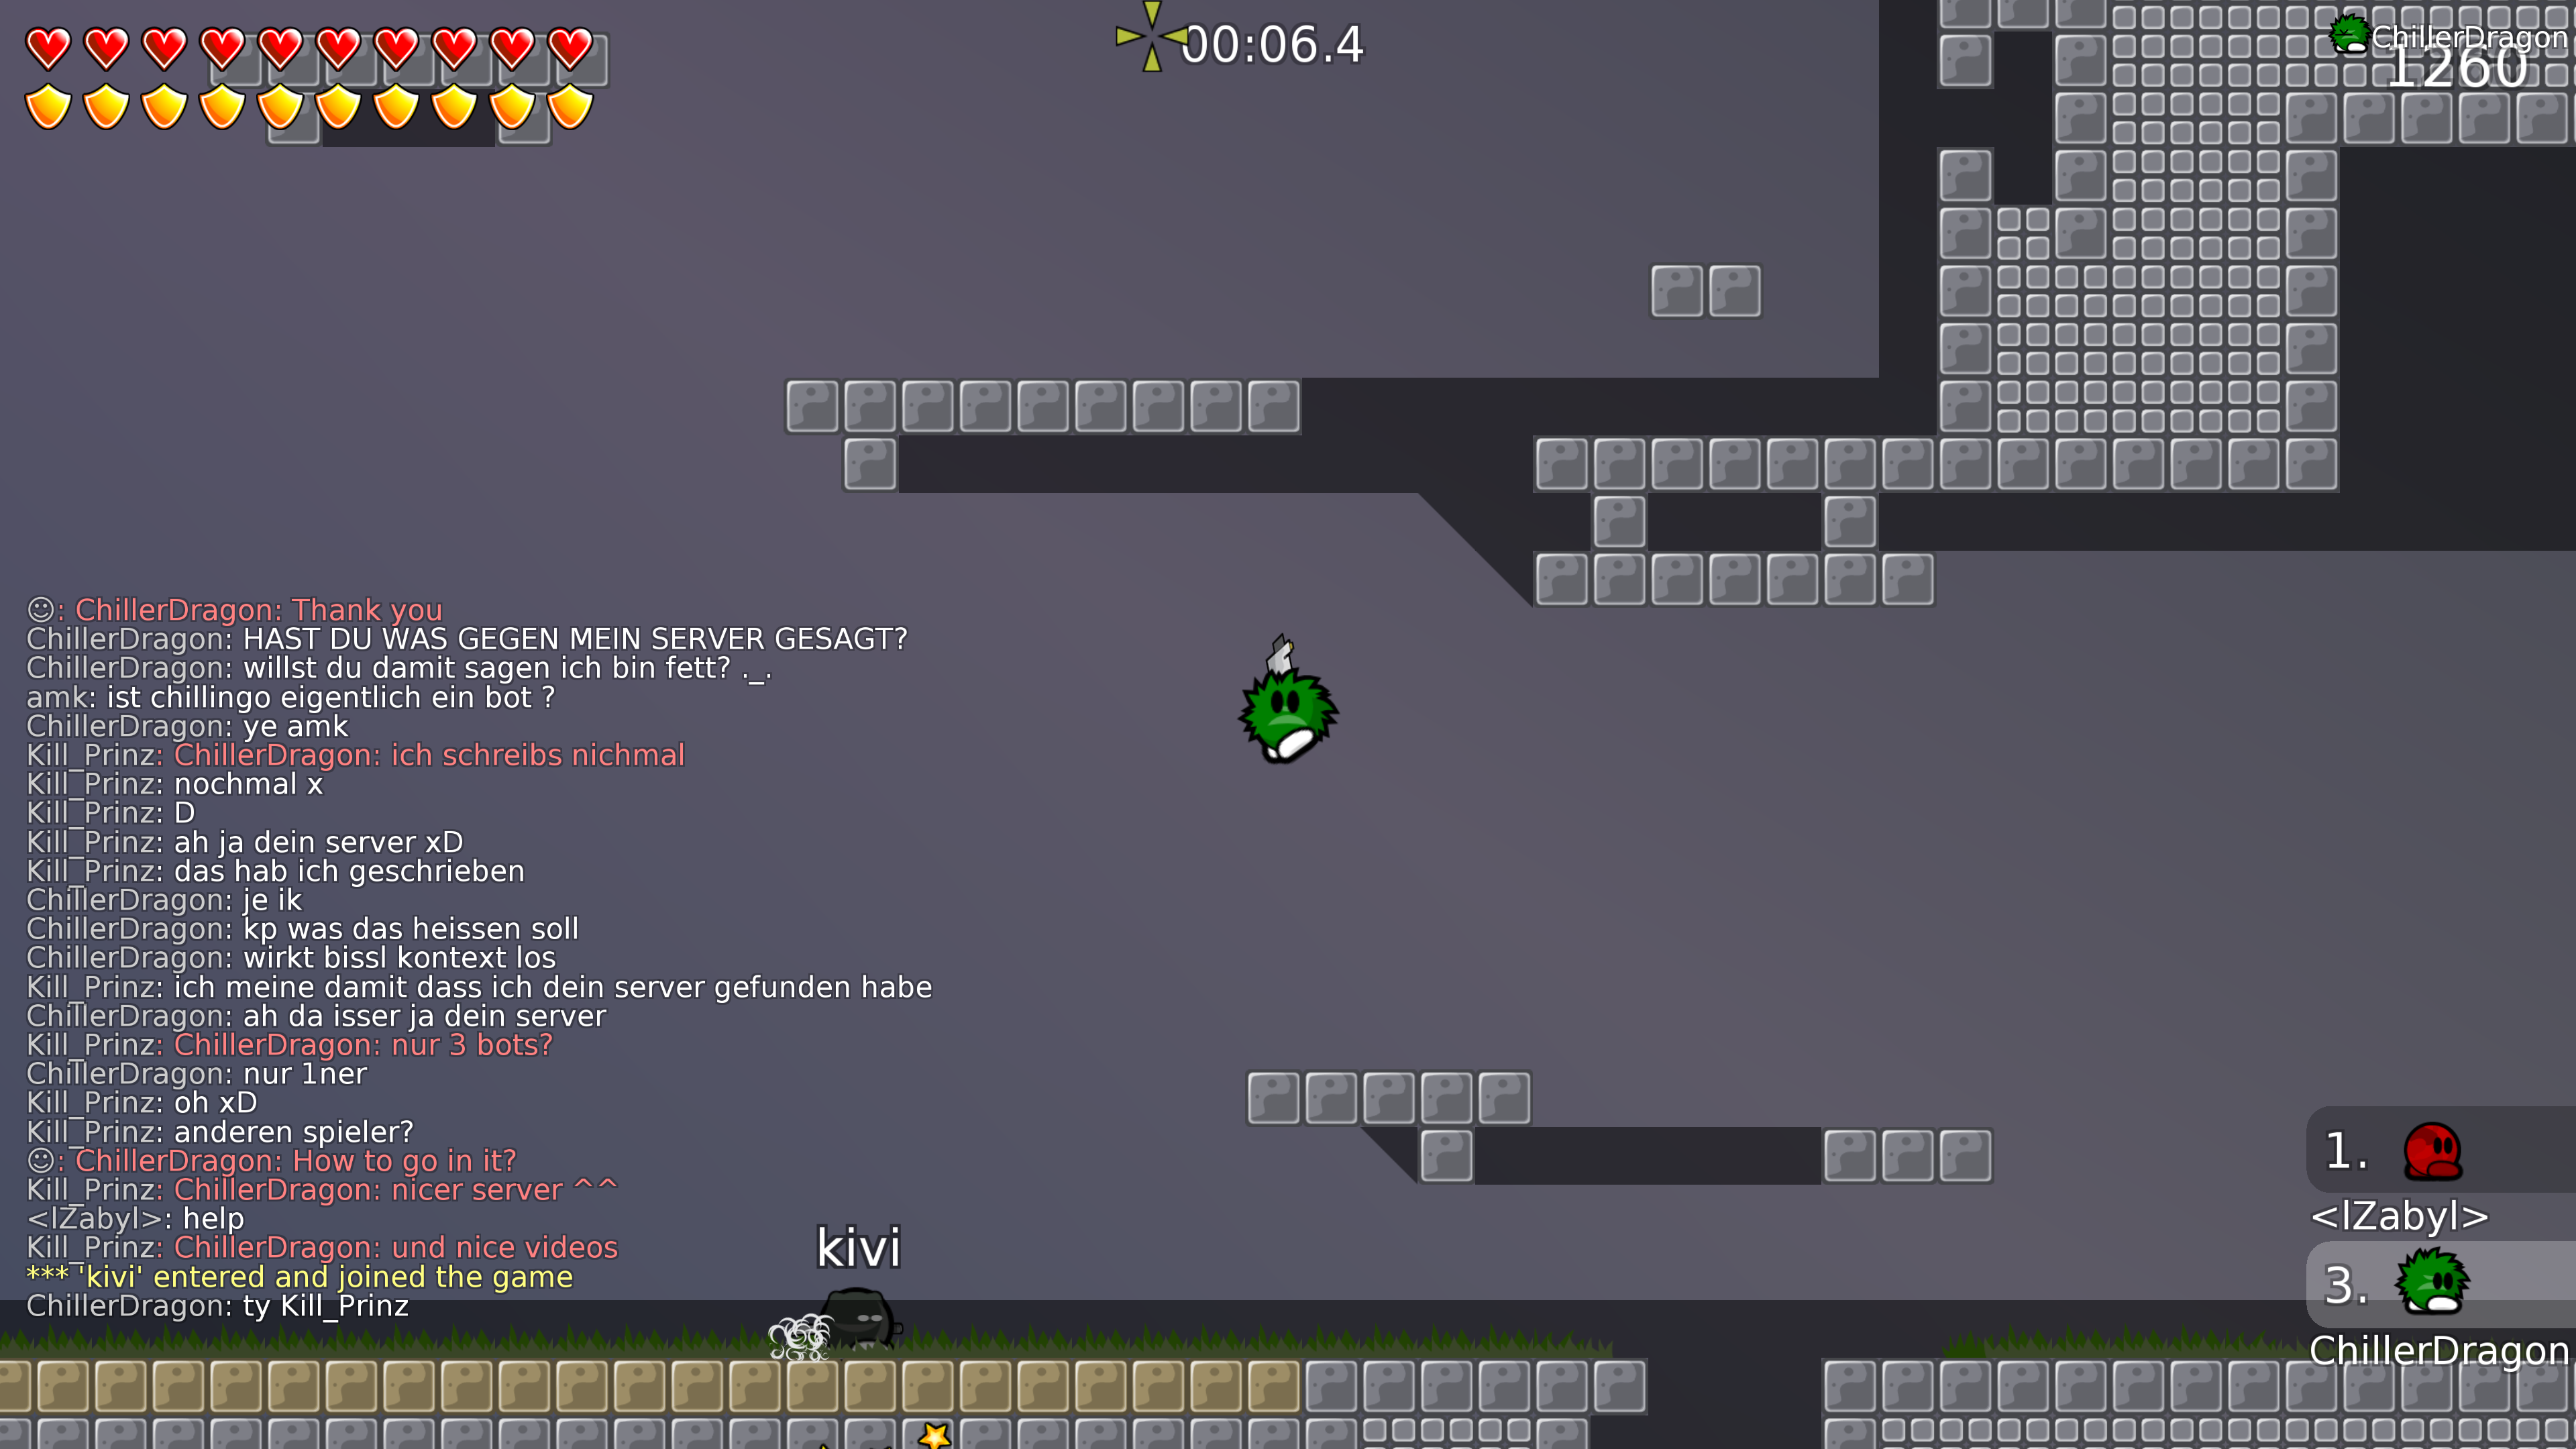 00:06.4
ChillerDragon
1260
☺: ChillerDragon: Thank you
ChillerDragon: HAST DU WAS GEGEN MEIN SERVER GESAGT?
ChillerDragon: willst du damit sagen ich bin fett? ._.
amk: ist chillingo eigentlich ein bot ?
ChillerDragon: ye amk
Kill_Prinz: ChillerDragon: ich schreibs nichmal
Kill_Prinz: nochmal x
Kill_Prinz: D
Kill_Prinz: ah ja dein server xD
Kill_Prinz: das hab ich geschrieben
ChillerDragon: je ik
ChillerDragon: kp was das heissen soll
ChillerDragon: wirkt bissl kontext los
Kill_Prinz: ich meine damit dass ich dein server gefunden habe
ChillerDragon: ah da isser ja dein server
Kill_Prinz: ChillerDragon: nur 3 bots?
ChillerDragon: nur 1ner
Kill_Prinz: oh xD
Kill_Prinz: anderen spieler?
☺: ChillerDragon: How to go in it?
Kill_Prinz: ChillerDragon: nicer server ^^
<lZabyl>: help
Kill_Prinz: ChillerDragon: und nice videos
*** 'kivi' entered and joined the game
ChillerDragon: ty Kill_Prinz
kivi
1.
<lZabyl>
3.
ChillerDragon